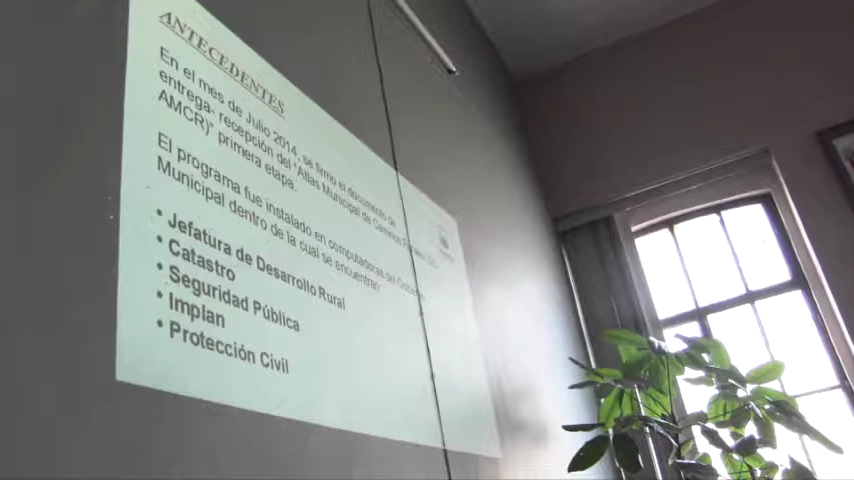 ANTECEDENTES
En el mes de Julio 2014, se firmo el documento de
entrega- recepción del "Atlas Municipal de Caminos
AMCR)" primera etapa.
El programa fue instalado en computadoras del
Municipal, dentro de la cual se encuentran
• Jefatura de Desarrollo Rural
• Catastro
• Seguridad Pública
• Implan
• Protección Civil